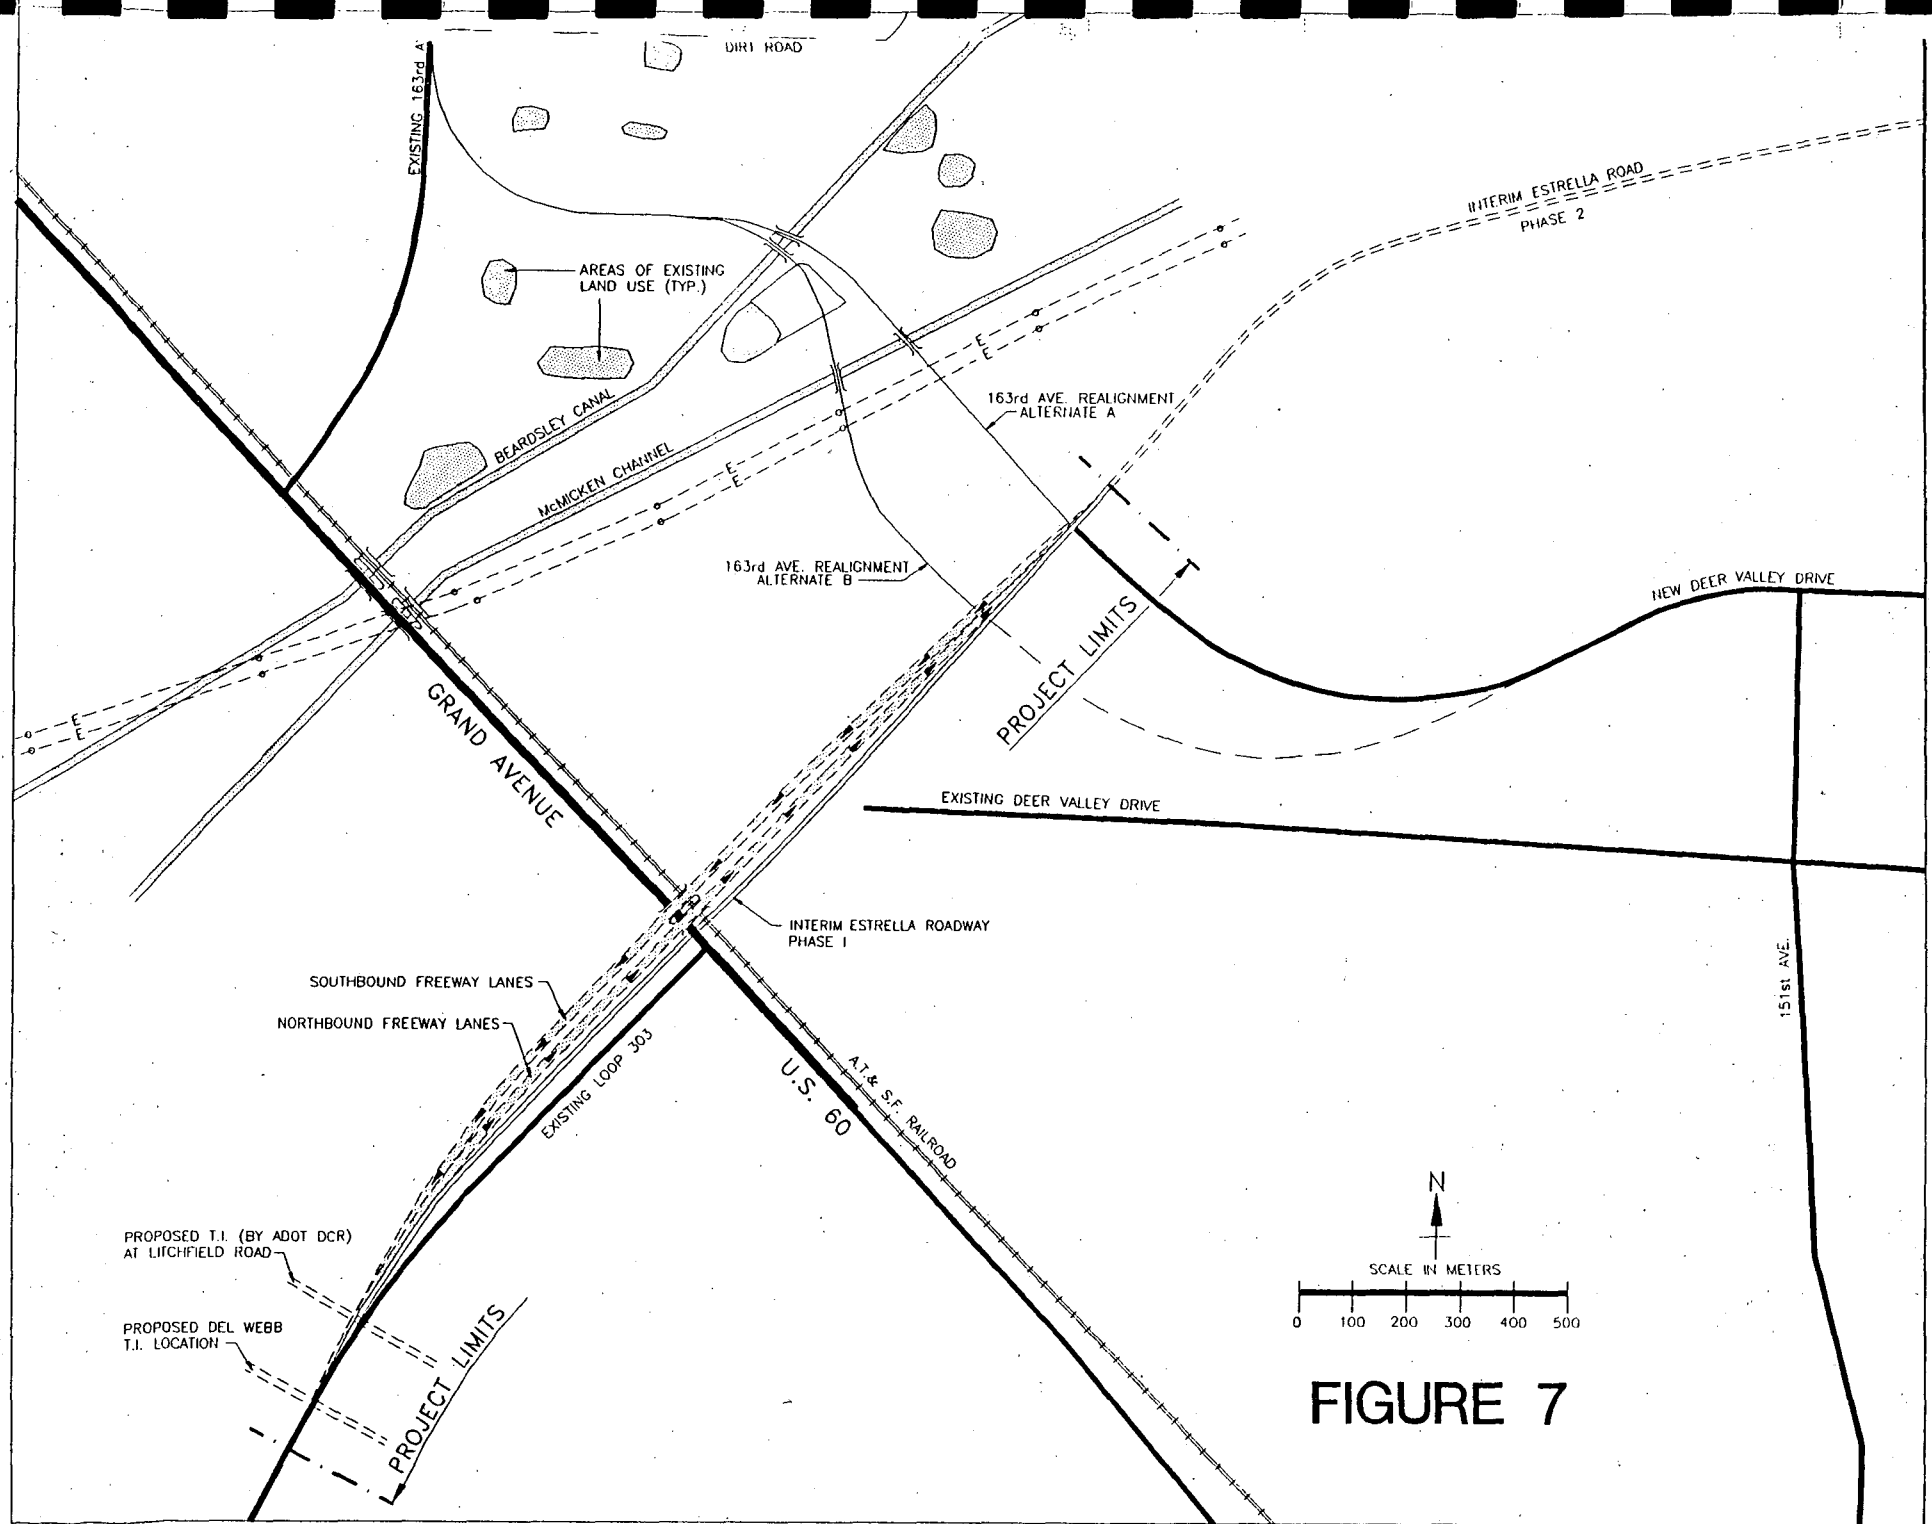 DIRT ROAD
EXISTING 163rd A
INTERIM ESTRELLA ROAD
PHASE 2
AREAS OF EXISTING
LAND USE (TYP.)
BEARDSLEY CANAL
McMICKEN CHANNEL
E
E
E
E
E
E
163rd AVE. REALIGNMENT
ALTERNATE A
163rd AVE. REALIGNMENT
ALTERNATE B
NEW DEER VALLEY DRIVE
PROJECT LIMITS
GRAND AVENUE
EXISTING DEER VALLEY DRIVE
INTERIM ESTRELLA ROADWAY
PHASE I
151st AVE.
SOUTHBOUND FREEWAY LANES
NORTHBOUND FREEWAY LANES
EXISTING LOOP 303
U.S. 60
A.T.& S.F. RAILROAD
PROPOSED T.I. (BY ADOT DCR)
AT LITCHFIELD ROAD
PROPOSED DEL WEBB
T.I. LOCATION
PROJECT LIMITS
N
SCALE IN METERS
0 100 200 300 400 500
FIGURE 7